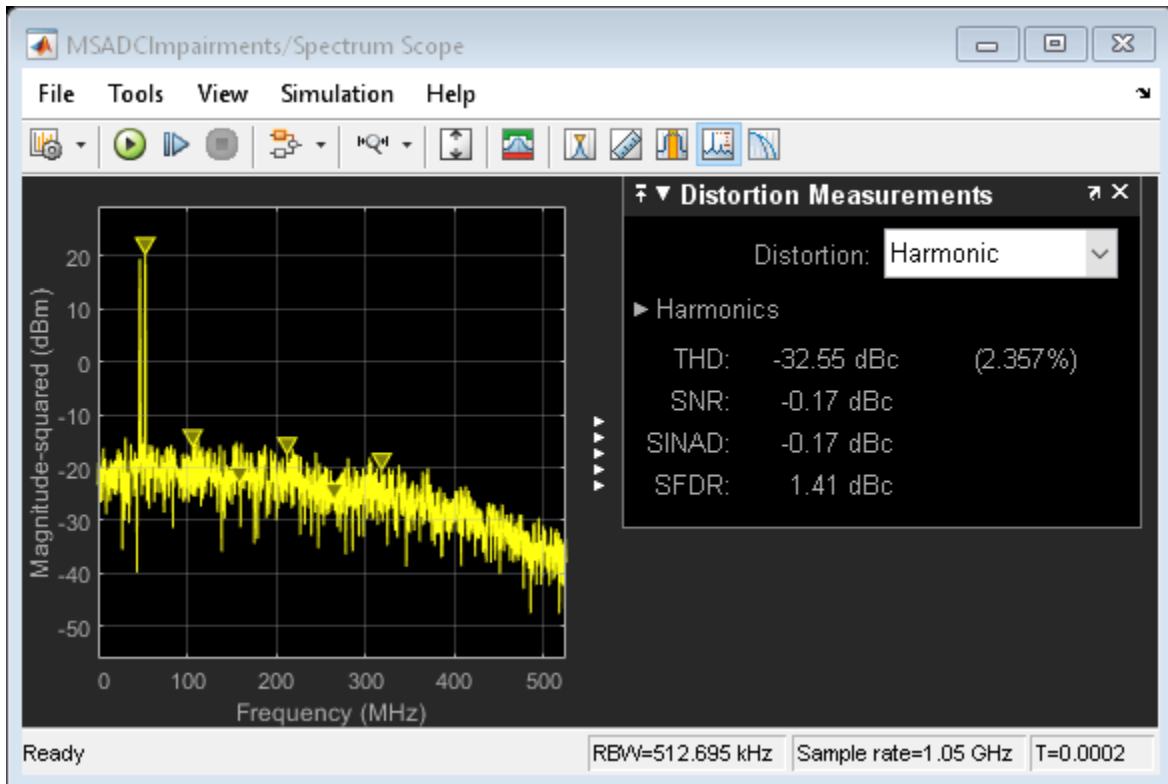 MSADCImpairments/Spectrum Scope
File Tools View Simulation Help
Distortion Measurements
Distortion: Harmonic
Harmonics
THD: -32.55 dBc (2.357%)
SNR: -0.17 dBc
SINAD: -0.17 dBc
SFDR: 1.41 dBc
Magnitude-squared (dBm)
20
10
0
-10
-20
-30
-40
-50
0 100 200 300 400 500
Frequency (MHz)
Ready RBW=512.695 kHz Sample rate=1.05 GHz T=0.0002